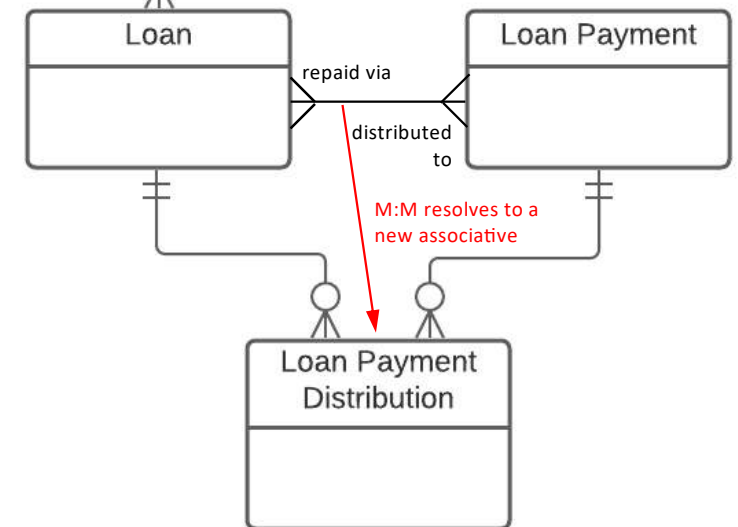 Loan
Loan Payment
repaid via
distributed
to
M:M resolves to a
new associative
Loan Payment
Distribution